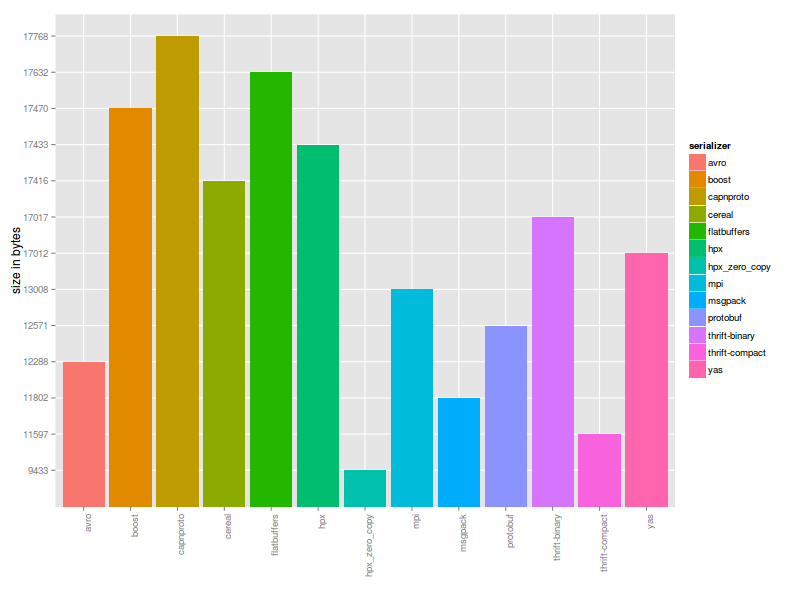 size in bytes
17768
17632
17470
17433
17416
17017
17012
13008
12571
12288
11802
11597
9433
avro
boost
capnproto
cereal
flatbuffers
hpx
hpx_zero_copy
mpi
msgpack
protobuf
thrift-binary
thrift-compact
yas
serializer
avro
boost
capnproto
cereal
flatbuffers
hpx
hpx_zero_copy
mpi
msgpack
protobuf
thrift-binary
thrift-compact
yas